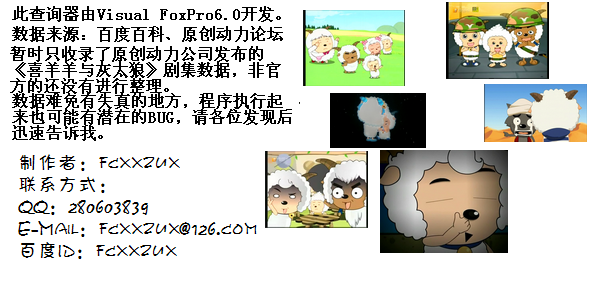 此查询器由Visual FoxPro6.0开发。
数据来源：百度百科、原创动力论坛
暂时只收录了原创动力公司发布的
《喜羊羊与灰太狼》剧集数据，非官
方的还没有进行整理。
数据难免有失真的地方，程序执行起
来也可能有潜在的BUG，请各位发现后
迅速告诉我。
制作者：FCXXZUX
联系方式：
QQ：280603839
E-MAIL：FCXXZUX@126.COM
百度ID：FCXXZUX